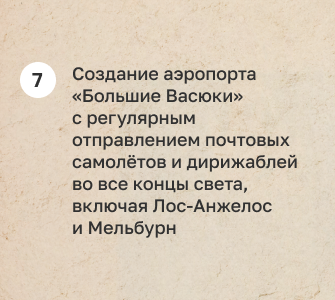 7
Создание аэропорта
«Большие Васюки»
с регулярным
отправлением почтовых
самолётов и дирижаблей
во все концы света,
включая Лос-Анжелос
и Мельбурн